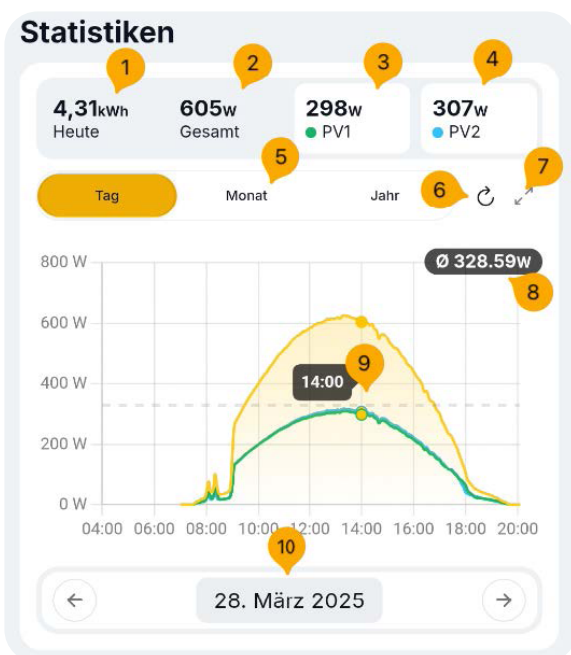 Statistiken
1
2
3
4
4,31kWh
605w
298w
307w
Heute
Gesamt
PV1
PV2
5
6
7
Tag
Monat
Jahr
800 W
Ø 328.59w
8
600 W
9
400 W
14:00
200 W
0 W
04:00 06:00 08:00 10:00 12:00 14:00 16:00 18:00 20:00
10
28. März 2025